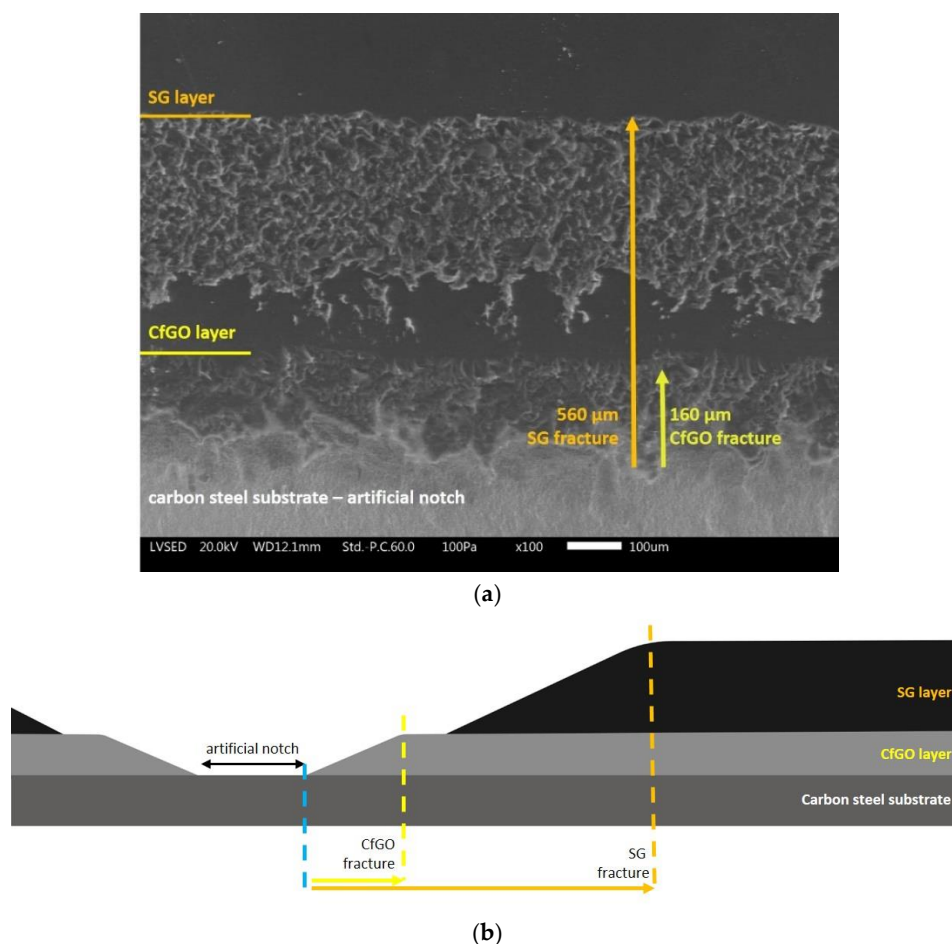 SG layer
CfGO layer
560 µm
SG fracture
160 µm
CfGO fracture
carbon steel substrate – artificial notch
LVSED 20.0kV WD12.1mm Std.-P.C.60.0 100Pa x100 100um
(a)
SG layer
artificial notch
CfGO layer
Carbon steel substrate
CfGO
fracture
SG
fracture
(b)